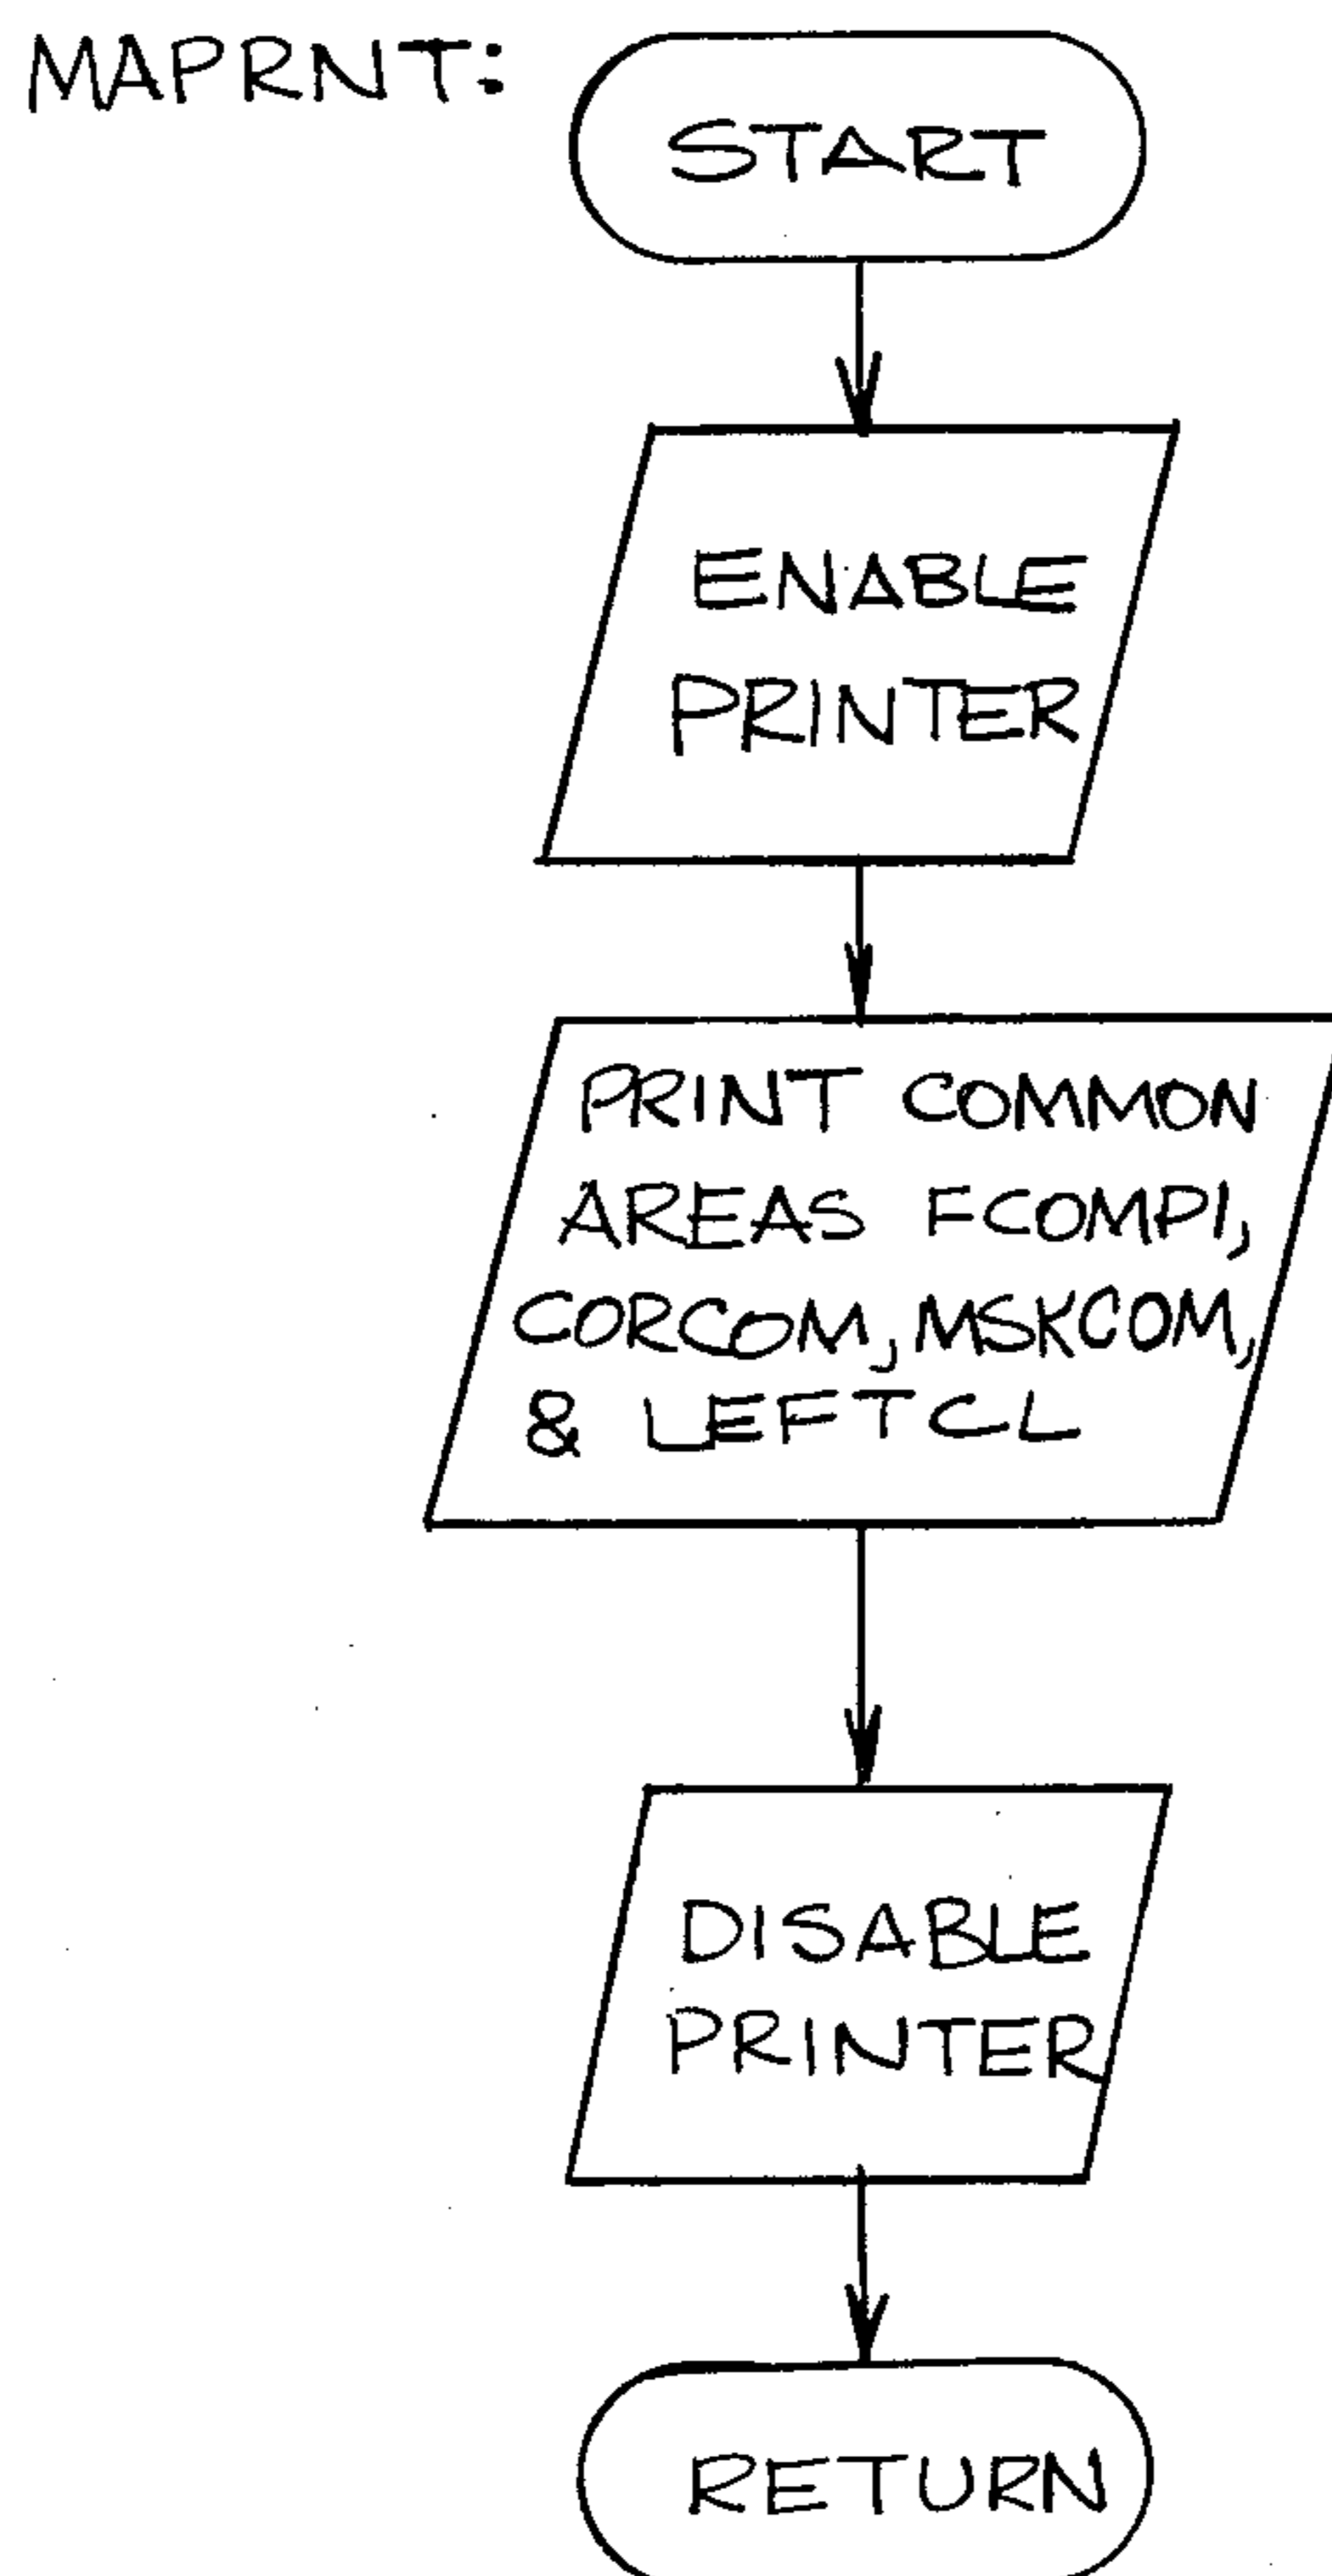 MAPRNT:
START
ENABLE
PRINTER
PRINT COMMON
AREAS FCOMPI,
CORCOM, MSKCOM,
& LEFTCL
DISABLE
PRINTER
RETURN